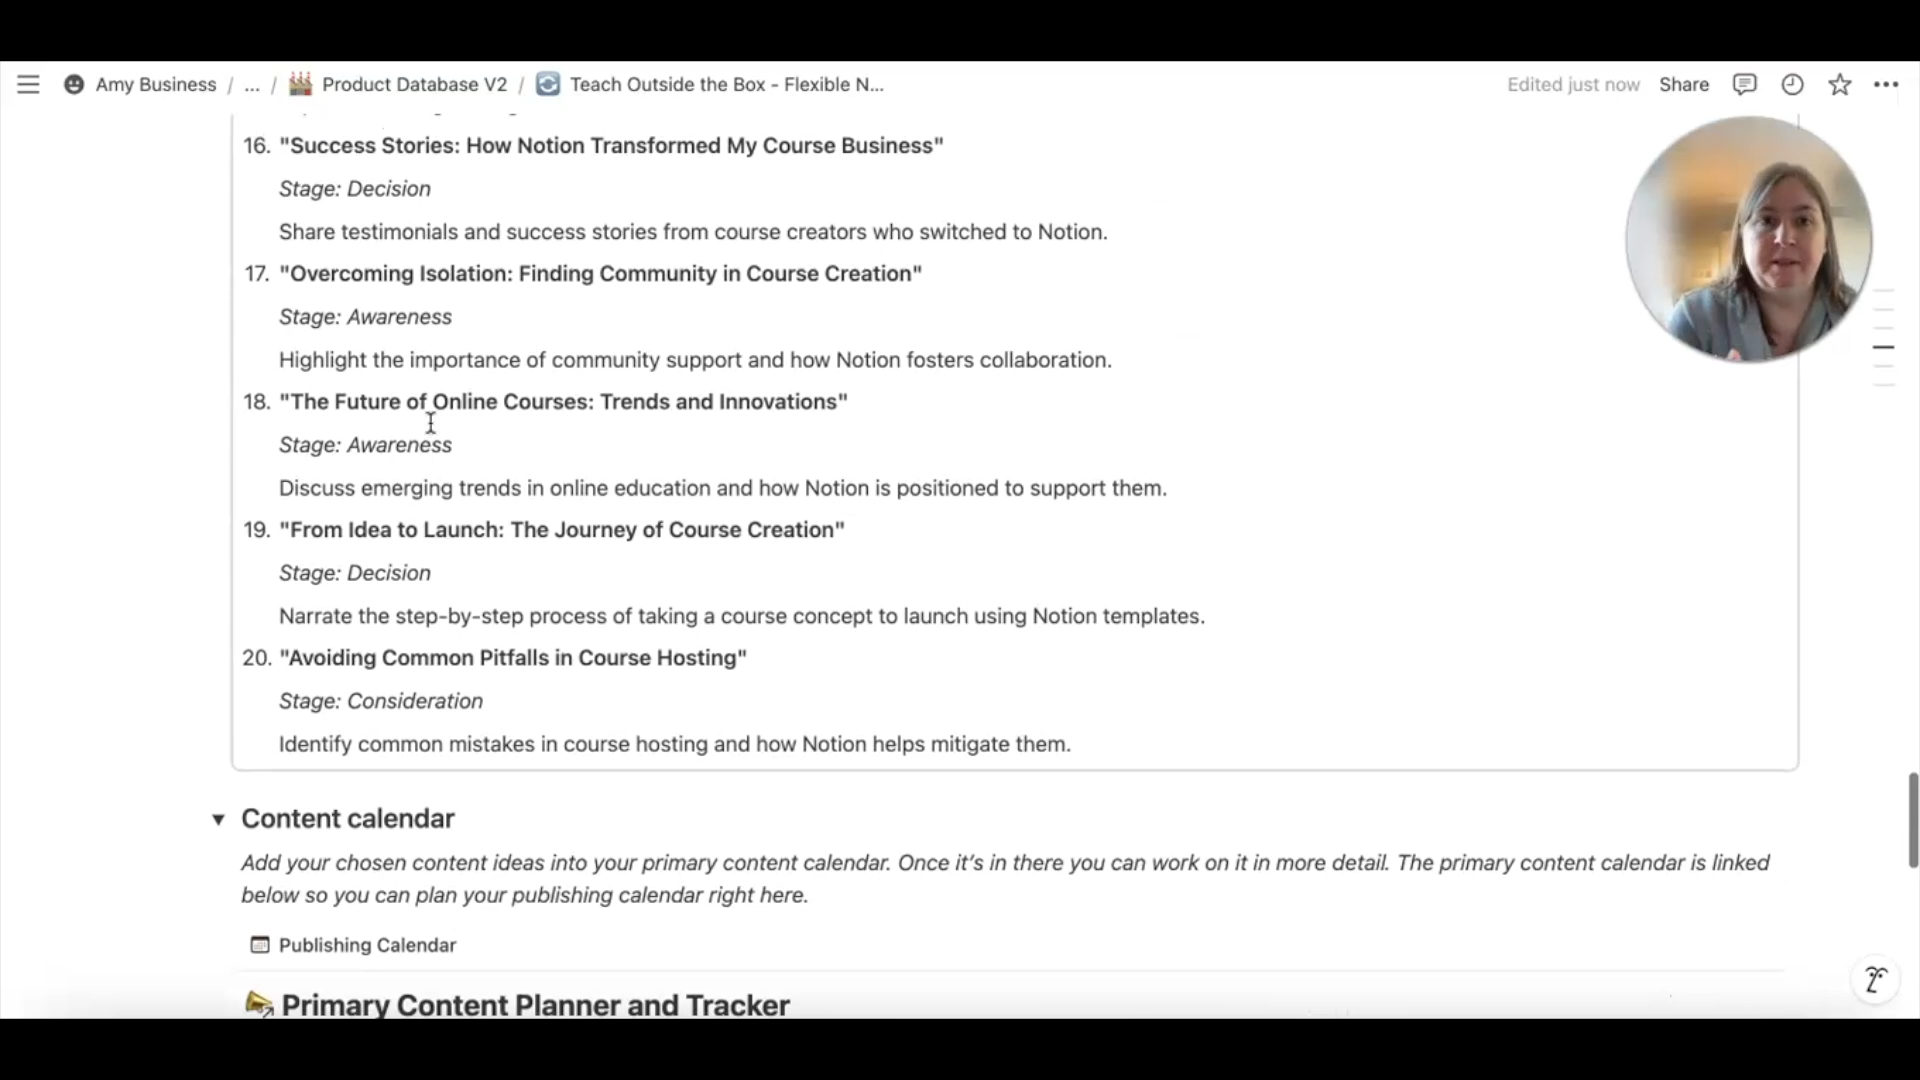 Amy Business / ... / Product Database V2 / Teach Outside the Box - Flexible N...
Edited just now Share
16. "Success Stories: How Notion Transformed My Course Business"
Stage: Decision
Share testimonials and success stories from course creators who switched to Notion.
17. "Overcoming Isolation: Finding Community in Course Creation"
Stage: Awareness
Highlight the importance of community support and how Notion fosters collaboration.
18. "The Future of Online Courses: Trends and Innovations"
Stage: Awareness
Discuss emerging trends in online education and how Notion is positioned to support them.
19. "From Idea to Launch: The Journey of Course Creation"
Stage: Decision
Narrate the step-by-step process of taking a course concept to launch using Notion templates.
20. "Avoiding Common Pitfalls in Course Hosting"
Stage: Consideration
Identify common mistakes in course hosting and how Notion helps mitigate them.
Content calendar
Add your chosen content ideas into your primary content calendar. Once it’s in there you can work on it in more detail. The primary content calendar is linked
below so you can plan your publishing calendar right here.
Publishing Calendar
Primary Content Planner and Tracker